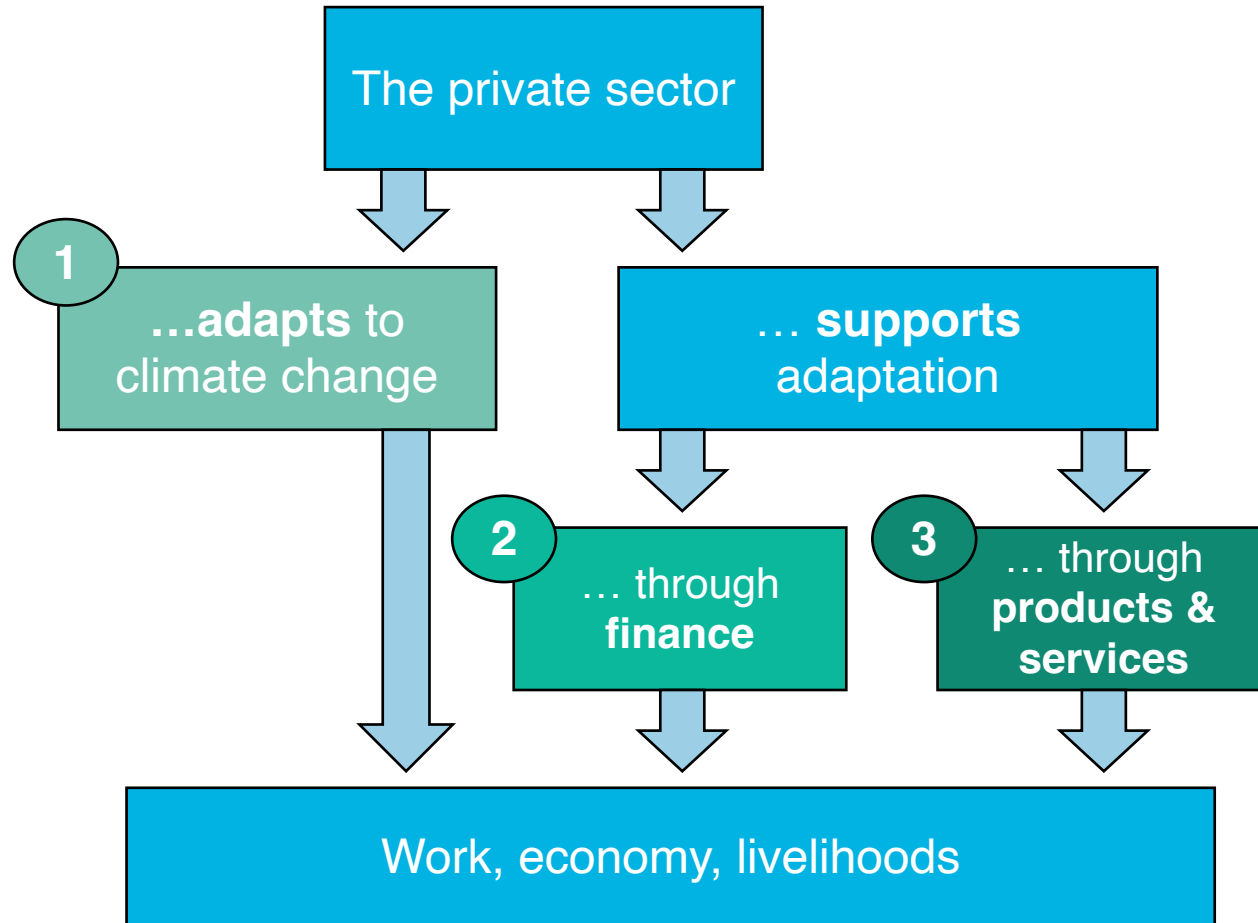 The private sector
1
...adapts to
climate change
... supports
adaptation
2
... through
finance
3
... through
products &
services
Work, economy, livelihoods